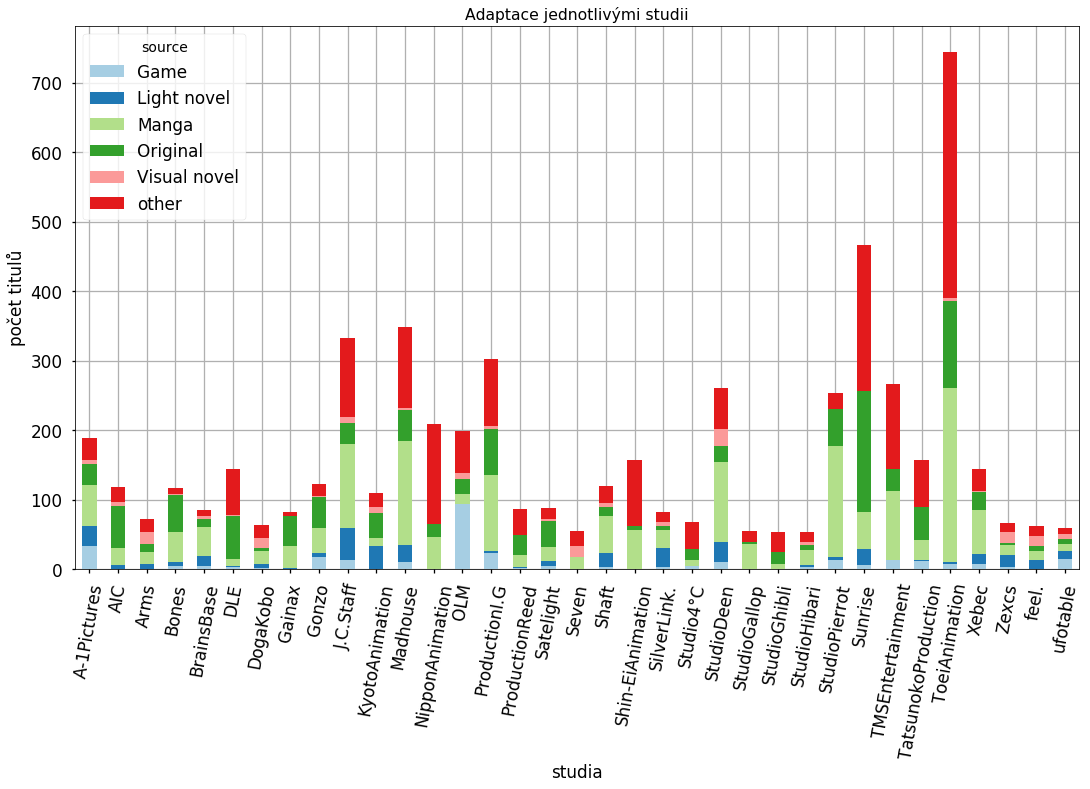 Adaptace jednotlivými studii
source
Game
Light novel
Manga
Original
Visual novel
other
počet titulů
700
600
500
400
300
200
100
0
A-1Pictures
AIC
Arms
Bones
BrainsBase
DLE
DogaKobo
Gainax
Gonzo
J.C.Staff
KyotoAnimation
Madhouse
NipponAnimation
OLM
ProductionI.G
ProductionReed
Satelight
Seven
Shaft
Shin-EiAnimation
SilverLink.
Studio4°C
StudioDeen
StudioGallop
StudioGhibli
StudioHibari
StudioPierrot
Sunrise
TMSEntertainment
TatsunokoProduction
ToeiAnimation
Xebec
Zexcs
feel.
ufotable
studia